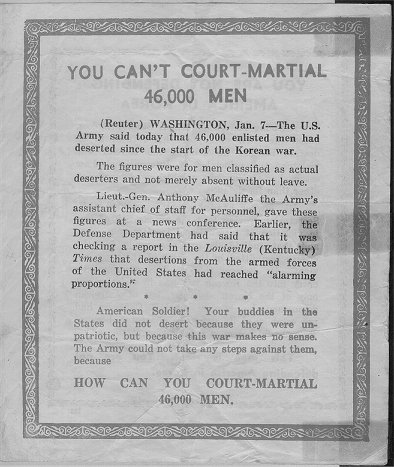 YOU CAN'T COURT-MARTIAL
46,000 MEN
(Reuter) WASHINGTON, Jan. 7—The U.S.
Army said today that 46,000 enlisted men had
deserted since the start of the Korean war.
The figures were for men classified as actual
deserters and not merely absent without leave.
Lieut.-Gen. Anthony McAuliffe the Army's
assistant chief of staff for personnel, gave these
figures at a news conference. Earlier, the
Defense Department had said that it was
checking a report in the Louisville (Kentucky)
Times that desertions from the armed forces
of the United States had reached "alarming
proportions."
* * *
American Soldier! Your buddies in the
States did not desert because they were un-
patriotic, but because this war makes no sense.
The Army could not take any steps against them,
because
HOW CAN YOU COURT-MARTIAL
46,000 MEN.